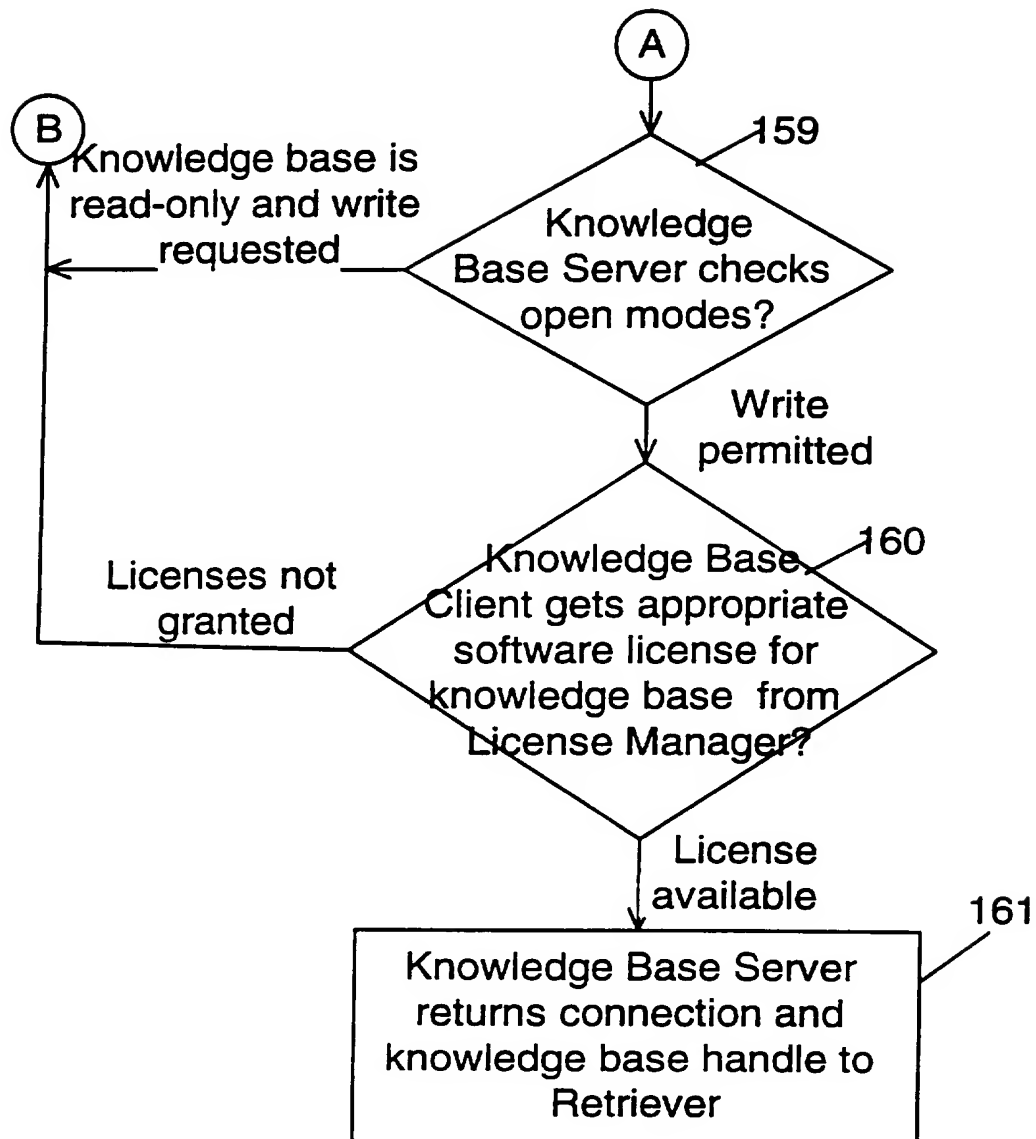 A
B
159
Knowledge base is
read-only and write
requested
Knowledge
Base Server checks
open modes?
Write
permitted
160
Licenses not
granted
Knowledge Base
Client gets appropriate
software license for
knowledge base from
License Manager?
License
available
161
Knowledge Base Server
returns connection and
knowledge base handle to
Retriever